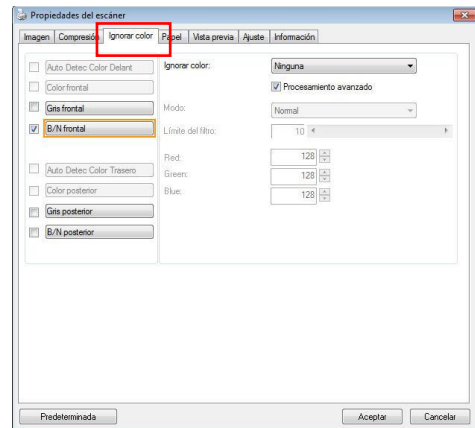 Propiedades del escáner
Imagen Compresión Ignorar color Papel Vista previa Ajuste Información
Auto Detec Color Delant
Color frontal
Gris frontal
B/N frontal
Auto Detec Color Trasero
Color posterior
Gris posterior
B/N posterior
Ignorar color: Ninguna
Procesamiento avanzado
Modo: Normal
Límite del filtro: 10
Red: 128
Green: 128
Blue: 128
Predeterminada Aceptar Cancelar